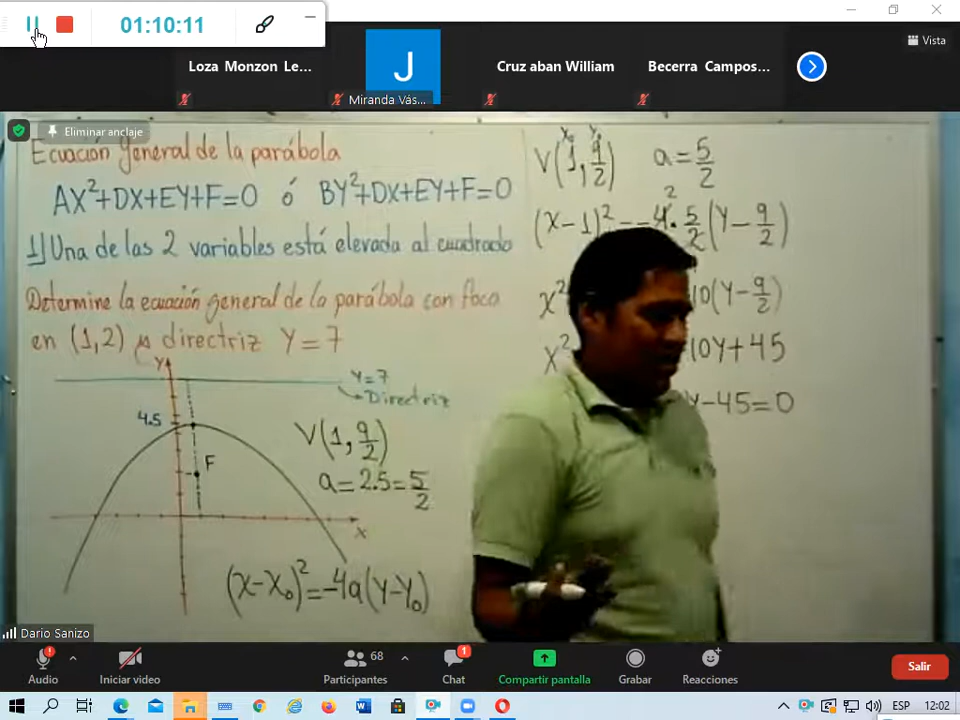 01:10:11
Vista
Loza Monzon Le...
J
Miranda Vás...
Cruz aban William
Becerra Campos...
Eliminar anclaje
Ecuación general de la parábola
AX²+DX+EY+F=0 ó BY²+DX+EY+F=0
1) Una de las 2 variables está elevada al cuadrado
Determine la ecuación general de la parábola con foco
en (1,2) y directriz Y=7
Y
Y=7
Directriz
4.5
F
X
V(1, 9/2)
a=2.5=5/2
(X-X₀)²=-4a(Y-Y₀)
V(1, 9/2) a=5/2
(X-1)²=-4·5/2(Y-9/2)
2
X² 10(Y-9/2)
X² 10Y+45
Y-45=0
Dario Sanizo
Audio
Iniciar video
68
Participantes
1
Chat
Compartir pantalla
Grabar
Reacciones
Salir
ESP
12:02